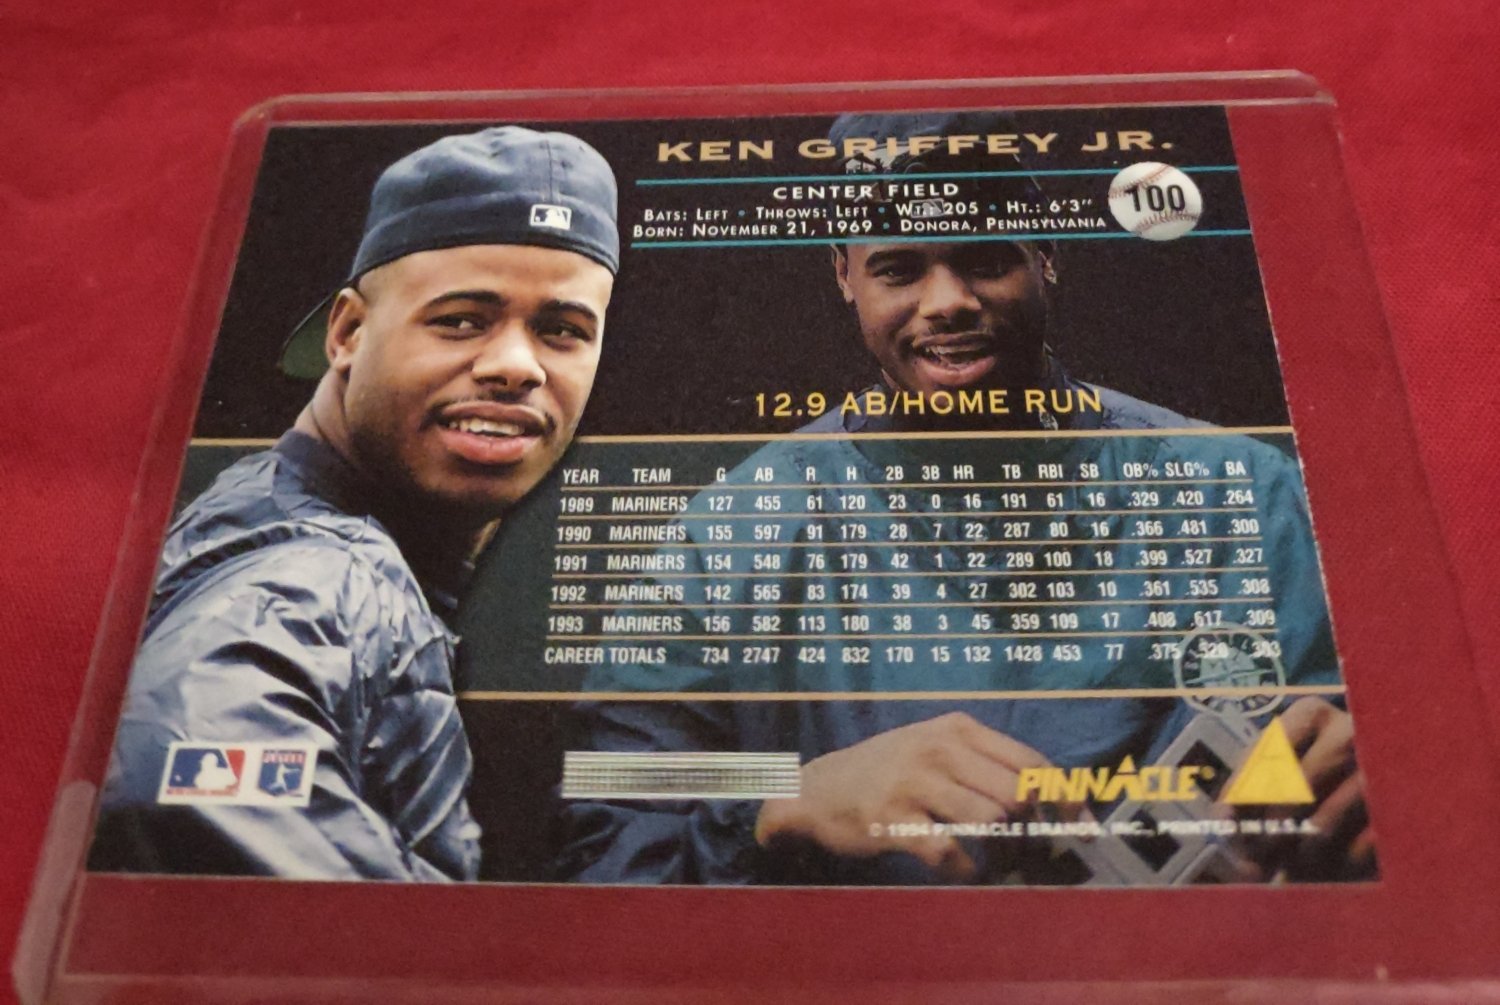 KEN GRIFFEY JR.
CENTER FIELD
100
BATS: LEFT • THROWS: LEFT • WT.: 205 • HT.: 6'3"
BORN: NOVEMBER 21, 1969 • DONORA, PENNSYLVANIA
12.9 AB/HOME RUN
YEAR TEAM G AB R H 2B 3B HR TB RBI SB OB% SLG% BA
1989 MARINERS 127 455 61 120 23 0 16 191 61 16 .329 .420 .264
1990 MARINERS 155 597 91 179 28 7 22 287 80 16 .366 .481 .300
1991 MARINERS 154 548 76 179 42 1 22 289 100 18 .399 .527 .327
1992 MARINERS 142 565 83 174 39 4 27 302 103 10 .361 .535 .308
1993 MARINERS 156 582 113 180 38 3 45 359 109 17 .408 .617 .309
CAREER TOTALS 734 2747 424 832 170 15 132 1428 453 77 .375 .520 .303
PINNACLE®
© 1994 PINNACLE BRANDS, INC., PRINTED IN U.S.A.